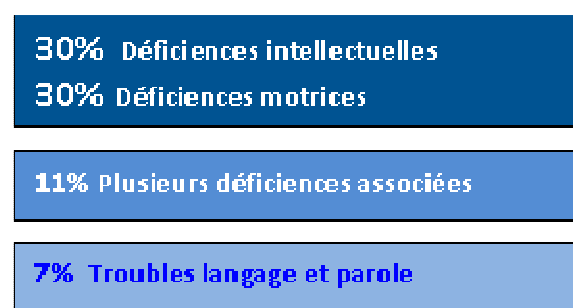 30% Déficiences intellectuelles
30% Déficiences motrices
11% Plusieurs déficiences associées
7% Troubles langage et parole